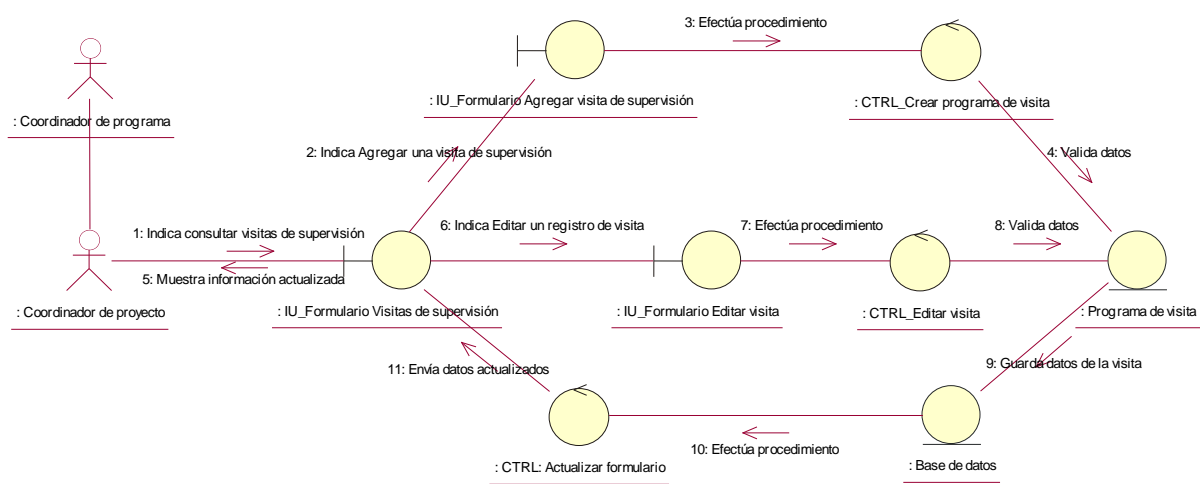 3: Efectúa procedimiento
: IU_Formulario Agregar visita de supervisión
: CTRL_Crear programa de visita
: Coordinador de programa
2: Indica Agregar una visita de supervisión
4: Valida datos
1: Indica consultar visitas de supervisión
6: Indica Editar un registro de visita
7: Efectúa procedimiento
8: Valida datos
5: Muestra información actualizada
: Coordinador de proyecto
: IU_Formulario Visitas de supervisión
: IU_Formulario Editar visita
: CTRL_Editar visita
: Programa de visita
11: Envía datos actualizados
9: Guarda datos de la visita
10: Efectúa procedimiento
: CTRL: Actualizar formulario
: Base de datos